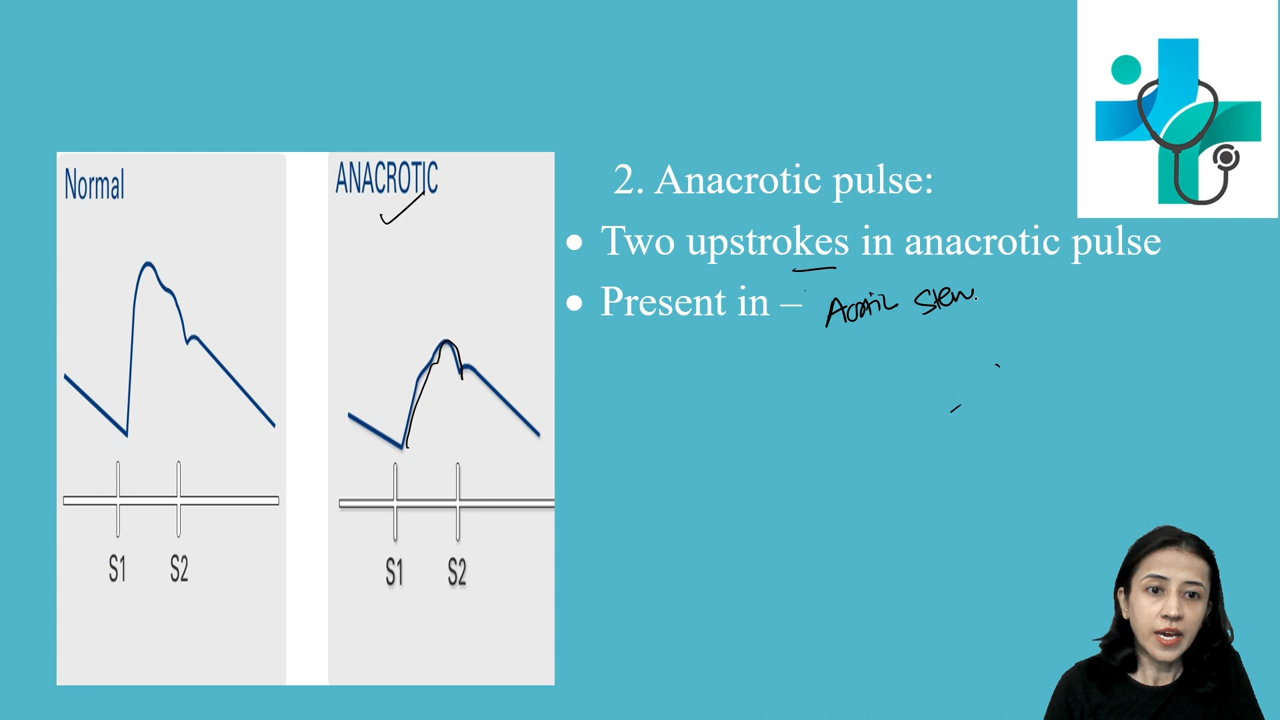 Normal
S1 S2
ANACROTIC
S1 S2
2. Anacrotic pulse:
• Two upstrokes in anacrotic pulse
• Present in – Aortic Sten.